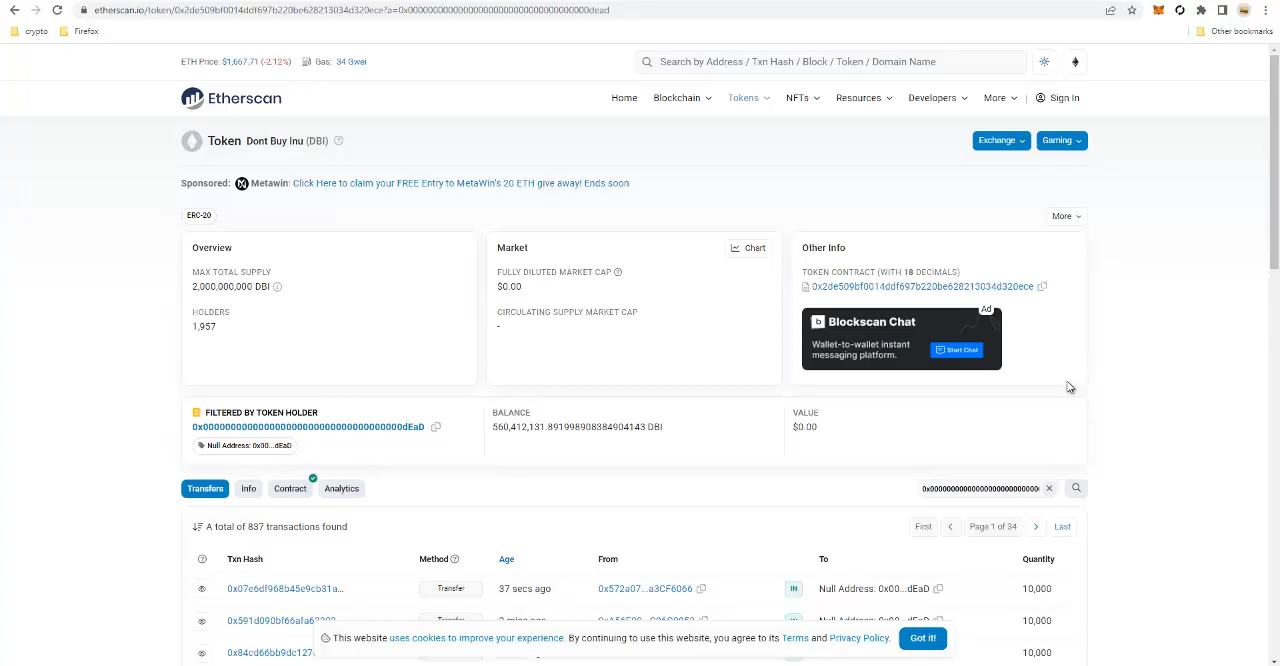 etherscan.io/token/0x2de509bf0014ddf697b220be628213034d320ece?a=0x000000000000000000000000000000000000dead
crypto Firefox Other bookmarks
ETH Price: $1,667.71 (-2.12%) Gas: 34 Gwei
Search by Address / Txn Hash / Block / Token / Domain Name
Etherscan
Home Blockchain Tokens NFTs Resources Developers More Sign In
Token Dont Buy Inu (DBI)
Exchange Gaming
Sponsored: Metawin: Click Here to claim your FREE Entry to MetaWin's 20 ETH give away! Ends soon
ERC-20 More
Overview
MAX TOTAL SUPPLY
2,000,000,000 DBI
HOLDERS
1,957
Market Chart
FULLY DILUTED MARKET CAP
$0.00
CIRCULATING SUPPLY MARKET CAP
-
Other Info
TOKEN CONTRACT (WITH 18 DECIMALS)
0x2de509bf0014ddf697b220be628213034d320ece
Ad
b Blockscan Chat
Wallet-to-wallet instant
messaging platform.
Start Chat
FILTERED BY TOKEN HOLDER
0x000000000000000000000000000000000000dEaD
Null Address: 0x00...dEaD
BALANCE
560,412,131.891998908384904143 DBI
VALUE
$0.00
Transfers Info Contract Analytics
A total of 837 transactions found First Page 1 of 34 Last
Txn Hash Method Age From To Quantity
0x07e6df968b45e9cb31a... Transfer 37 secs ago 0x572a07...a3CF6066 IN Null Address: 0x00...dEaD 10,000
10,000
This website uses cookies to improve your experience. By continuing to use this website, you agree to its Terms and Privacy Policy. Got it!
10,000